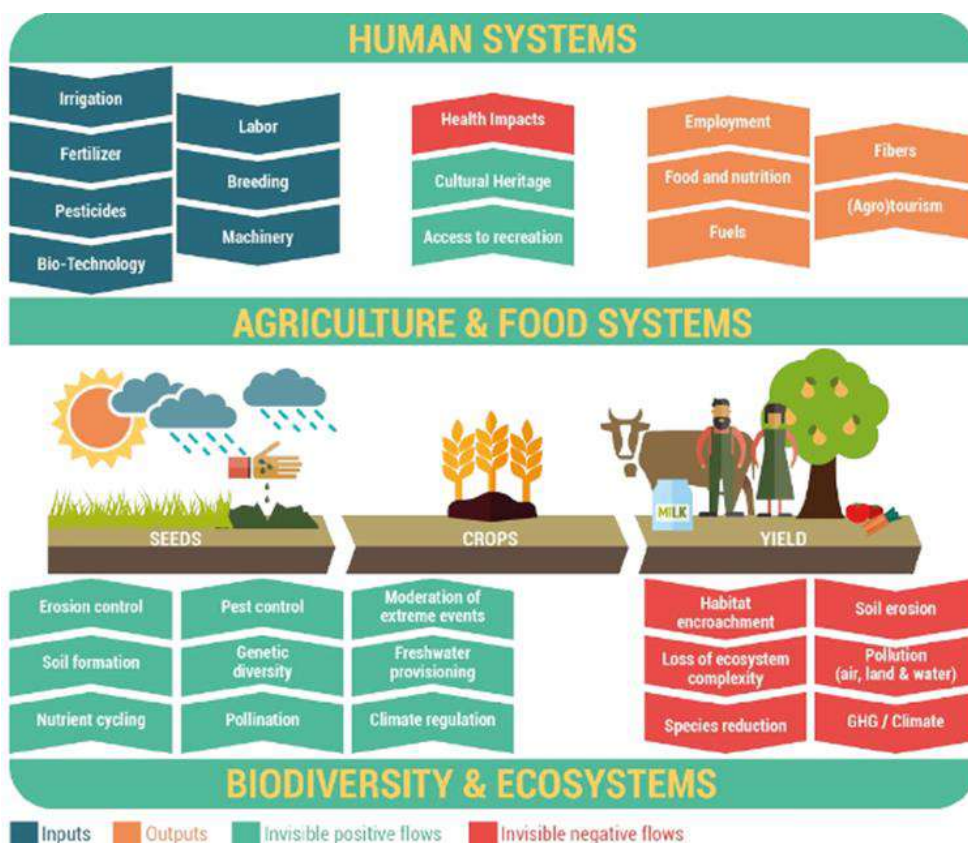 HUMAN SYSTEMS
Irrigation
Fertilizer
Pesticides
Bio-Technology
Labor
Breeding
Machinery
Health Impacts
Cultural Heritage
Access to recreation
Employment
Food and nutrition
Fuels
Fibers
(Agro)tourism
AGRICULTURE & FOOD SYSTEMS
MILK
SEEDS
CROPS
YIELD
Erosion control
Soil formation
Nutrient cycling
Pest control
Genetic
diversity
Pollination
Moderation of
extreme events
Freshwater
provisioning
Climate regulation
Habitat
encroachment
Loss of ecosystem
complexity
Species reduction
Soil erosion
Pollution
(air, land & water)
GHG / Climate
BIODIVERSITY & ECOSYSTEMS
Inputs
Outputs
Invisible positive flows
Invisible negative flows